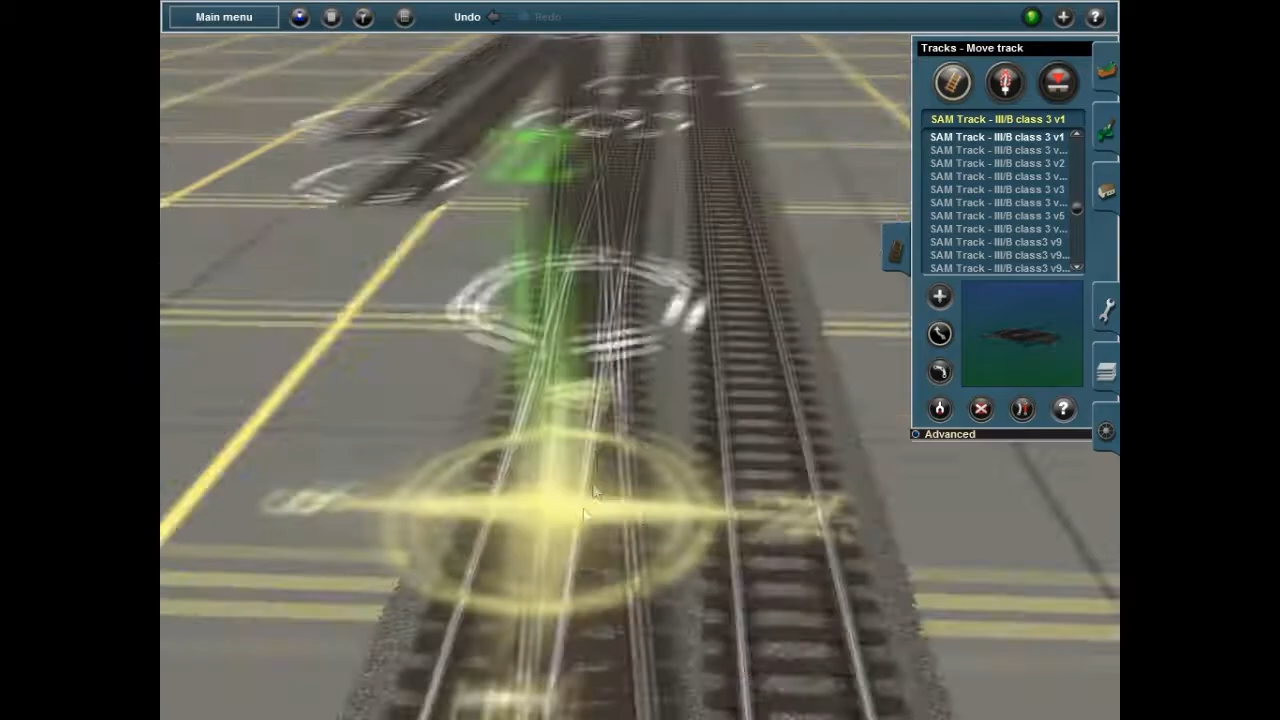 Main menu
Undo
Redo
Tracks - Move track
SAM Track - III/B class 3 v1
SAM Track - III/B class 3 v1
SAM Track - III/B class 3 v...
SAM Track - III/B class 3 v2
SAM Track - III/B class 3 v...
SAM Track - III/B class 3 v3
SAM Track - III/B class 3 v...
SAM Track - III/B class 3 v5
SAM Track - III/B class 3 v...
SAM Track - III/B class3 v9
SAM Track - III/B class3 v9...
SAM Track - III/B class3 v9...
Advanced